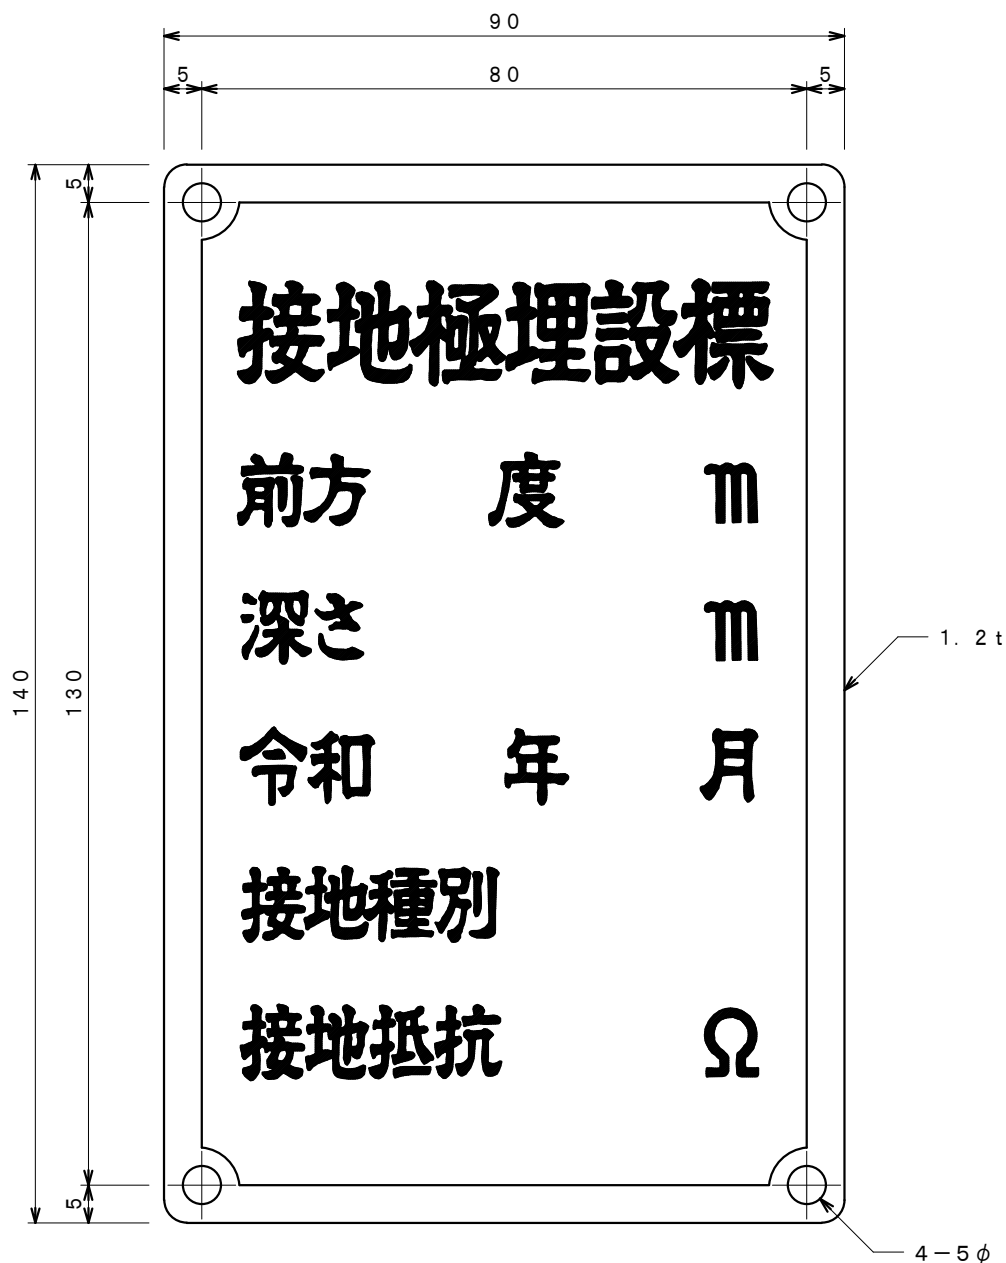 90
5 80 5
5
接地極埋設標
前方 度 m
深さ m
1.2t
140
130
令和 年 月
接地種別
接地抵抗 Ω
5
4-5φ